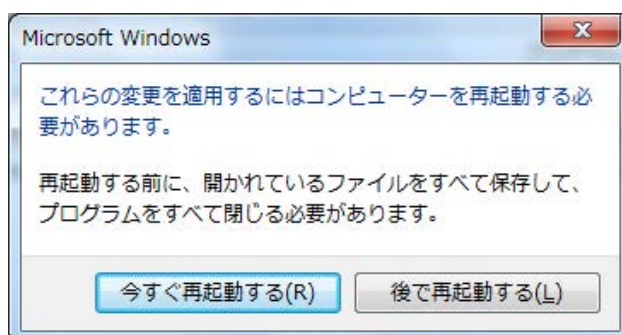 Microsoft Windows
これらの変更を適用するにはコンピューターを再起動する必
要があります。
再起動する前に、開かれているファイルをすべて保存して、
プログラムをすべて閉じる必要があります。
今すぐ再起動する(R)
後で再起動する(L)